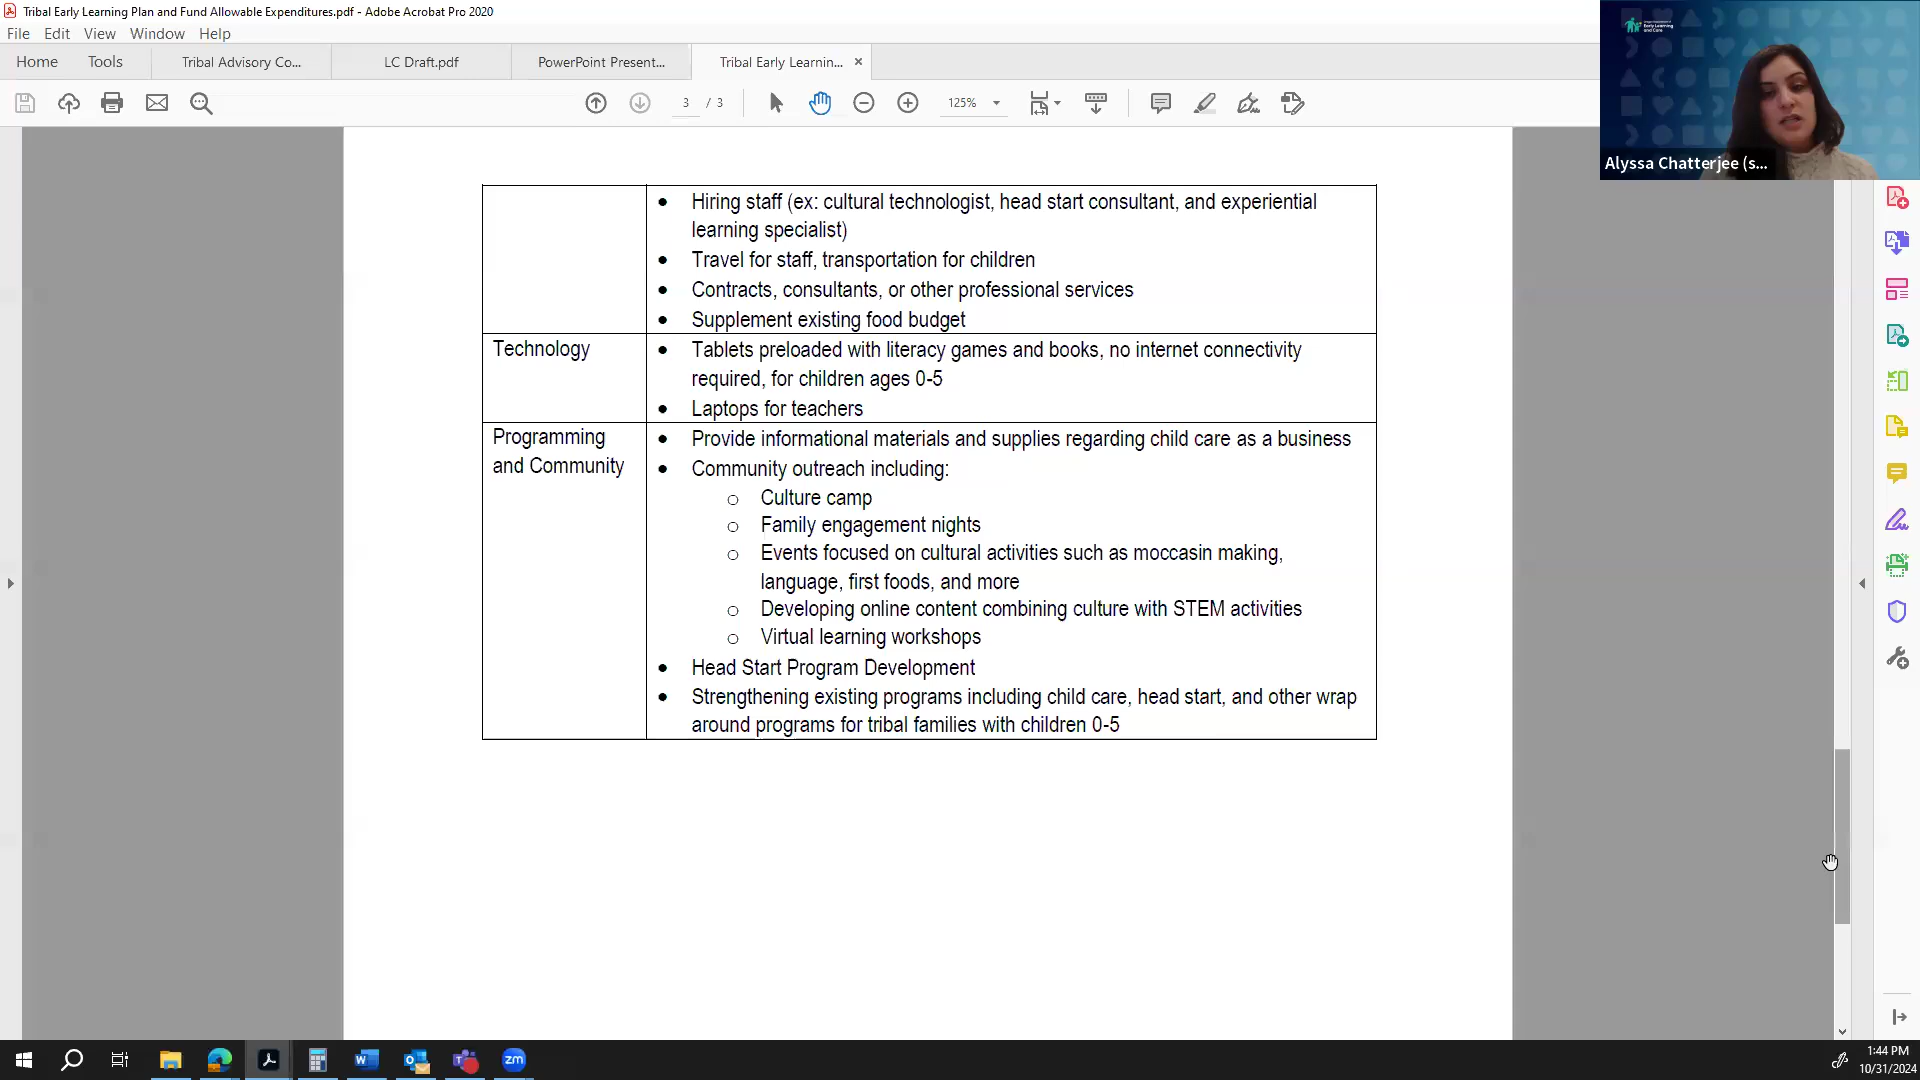 Tribal Early Learning Plan and Fund Allowable Expenditures.pdf - Adobe Acrobat Pro 2020
File Edit View Window Help
Home Tools Tribal Advisory Co... LC Draft.pdf PowerPoint Present... Tribal Early Learnin... ×
3 / 3 125%
Early Learning
and Care
Alyssa Chatterjee (s...
• Hiring staff (ex: cultural technologist, head start consultant, and experiential
learning specialist)
• Travel for staff, transportation for children
• Contracts, consultants, or other professional services
• Supplement existing food budget
Technology
• Tablets preloaded with literacy games and books, no internet connectivity
required, for children ages 0-5
• Laptops for teachers
Programming
and Community
• Provide informational materials and supplies regarding child care as a business
• Community outreach including:
o Culture camp
o Family engagement nights
o Events focused on cultural activities such as moccasin making,
language, first foods, and more
o Developing online content combining culture with STEM activities
o Virtual learning workshops
• Head Start Program Development
• Strengthening existing programs including child care, head start, and other wrap
around programs for tribal families with children 0-5
zm
1:44 PM
10/31/2024